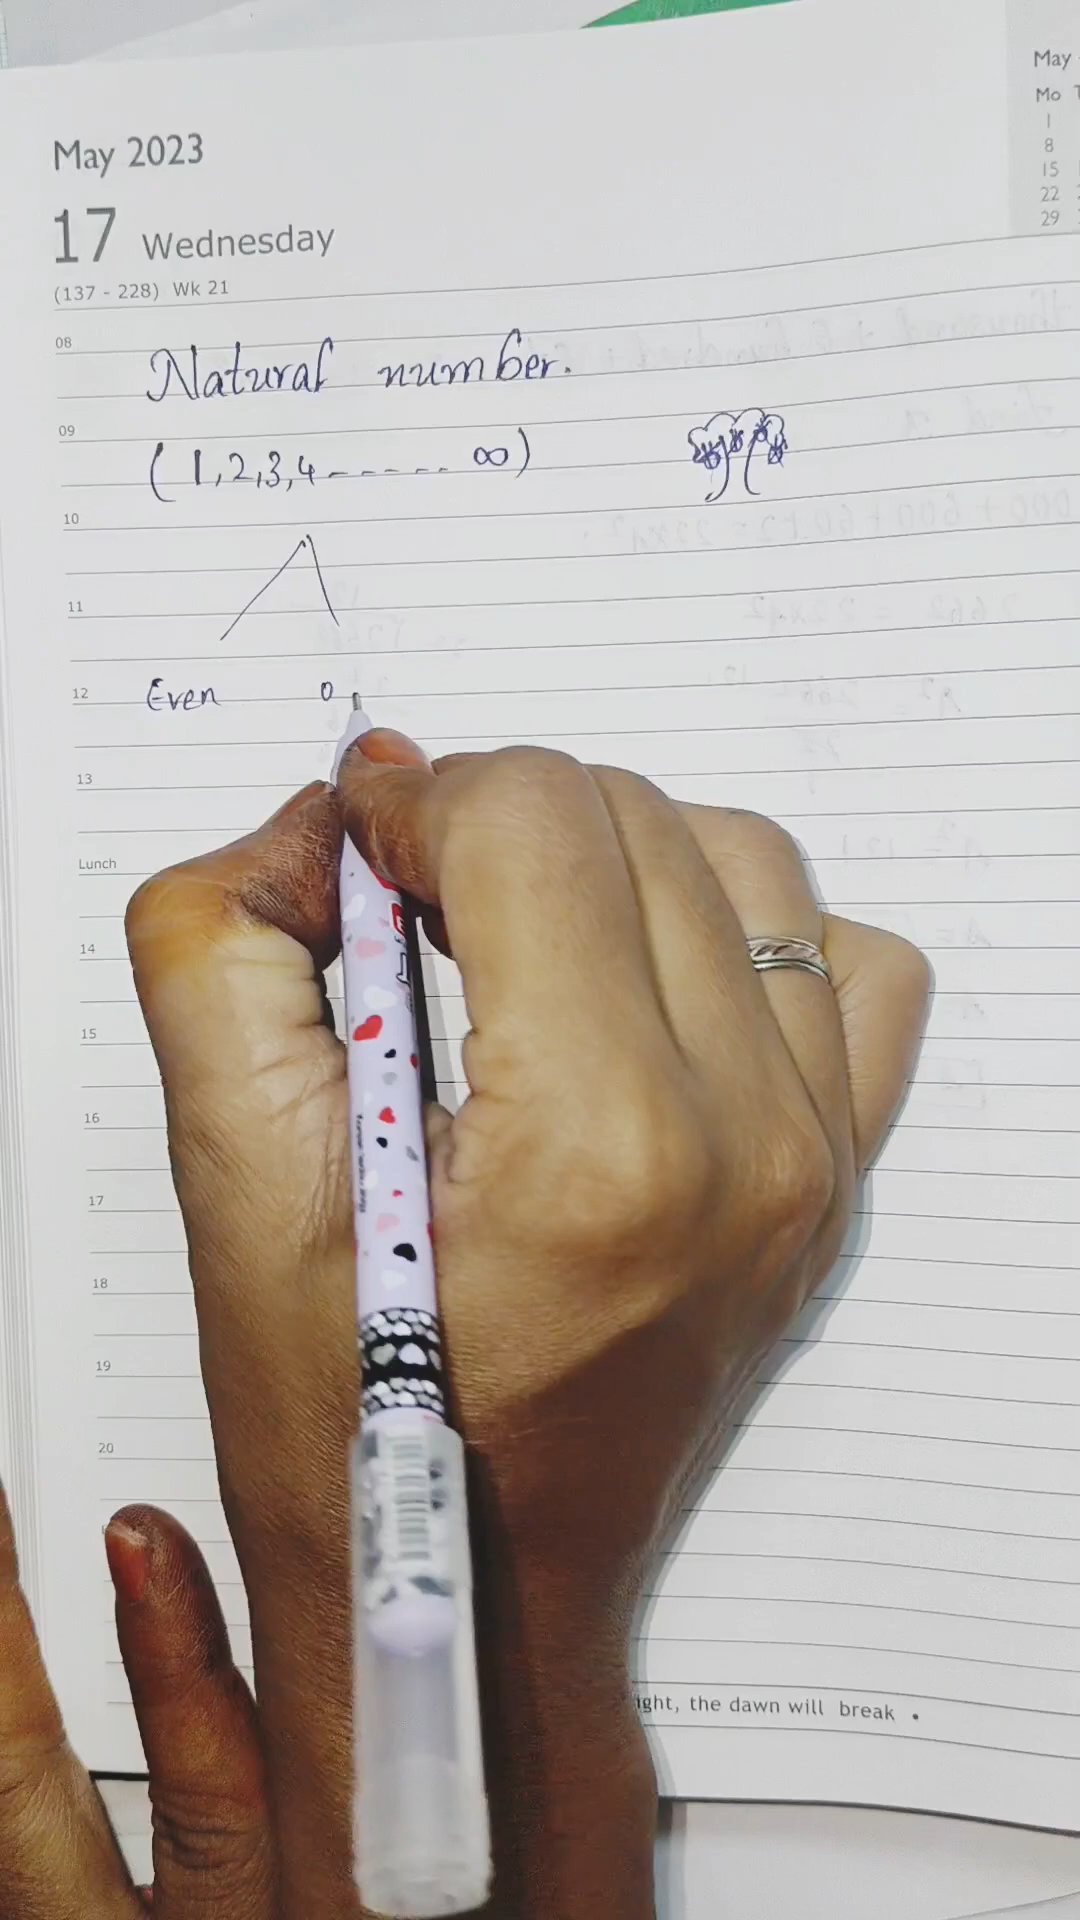 May 2023
17 Wednesday
(137 - 228) Wk 21
May
Mo
1
8
15
22
29
08
Natural number.
09
(1,2,3,4------ ∞)
10
11
12
Even o
13
Lunch
14
15
16
17
18
19
20
ight, the dawn will break .